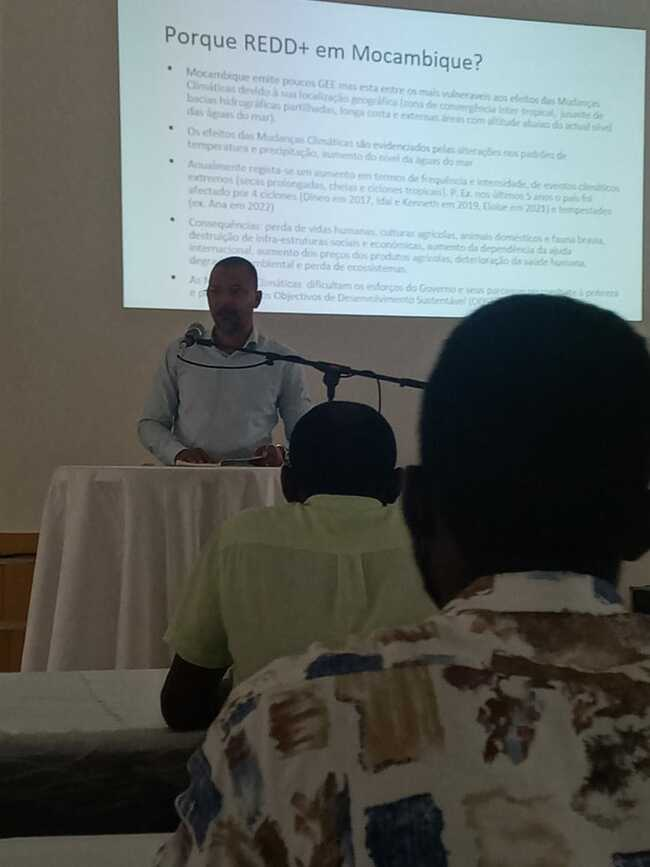 Porque REDD+ em Mocambique?
• Mocambique emite poucos GEE mas esta entre os mais vulneraveis aos efeitos das Mudanças
Climáticas devido à sua localização geográfica (zona de convergência inter tropical, jusante de
bacias hidrográficas partilhadas, longa costa e extensas áreas com altitude abaixo do actual nível
das águas do mar).
• Os efeitos das Mudanças Climáticas são evidenciados pelas alterações nos padrões de
temperatura e precipitação, aumento do nível da águas do mar
• Anualmente regista-se um aumento em termos de frequência e intensidade, de eventos climáticos
extremos (secas prolongadas, cheias e ciclones tropicais). P. Ex. nos últimos 5 anos o país foi
afectado por 4 ciclones (Dineo em 2017, Idai e Kenneth em 2019, Eloise em 2021) e tempestades
(ex. Ana em 2022)
• Consequências: perda de vidas humanas, culturas agrícolas, animais domésticos e fauna bravia,
destruição de infra-estruturas sociais e económicas, aumento da dependência da ajuda
internacional, aumento dos preços dos produtos agrícolas, deterioração da saúde humana,
ambiental e perda de ecossistemas.
• As Climáticas dificultam os esforços do Governo e seus parceiros no combate à pobreza
e os Objectivos de Desenvolvimento Sustentável